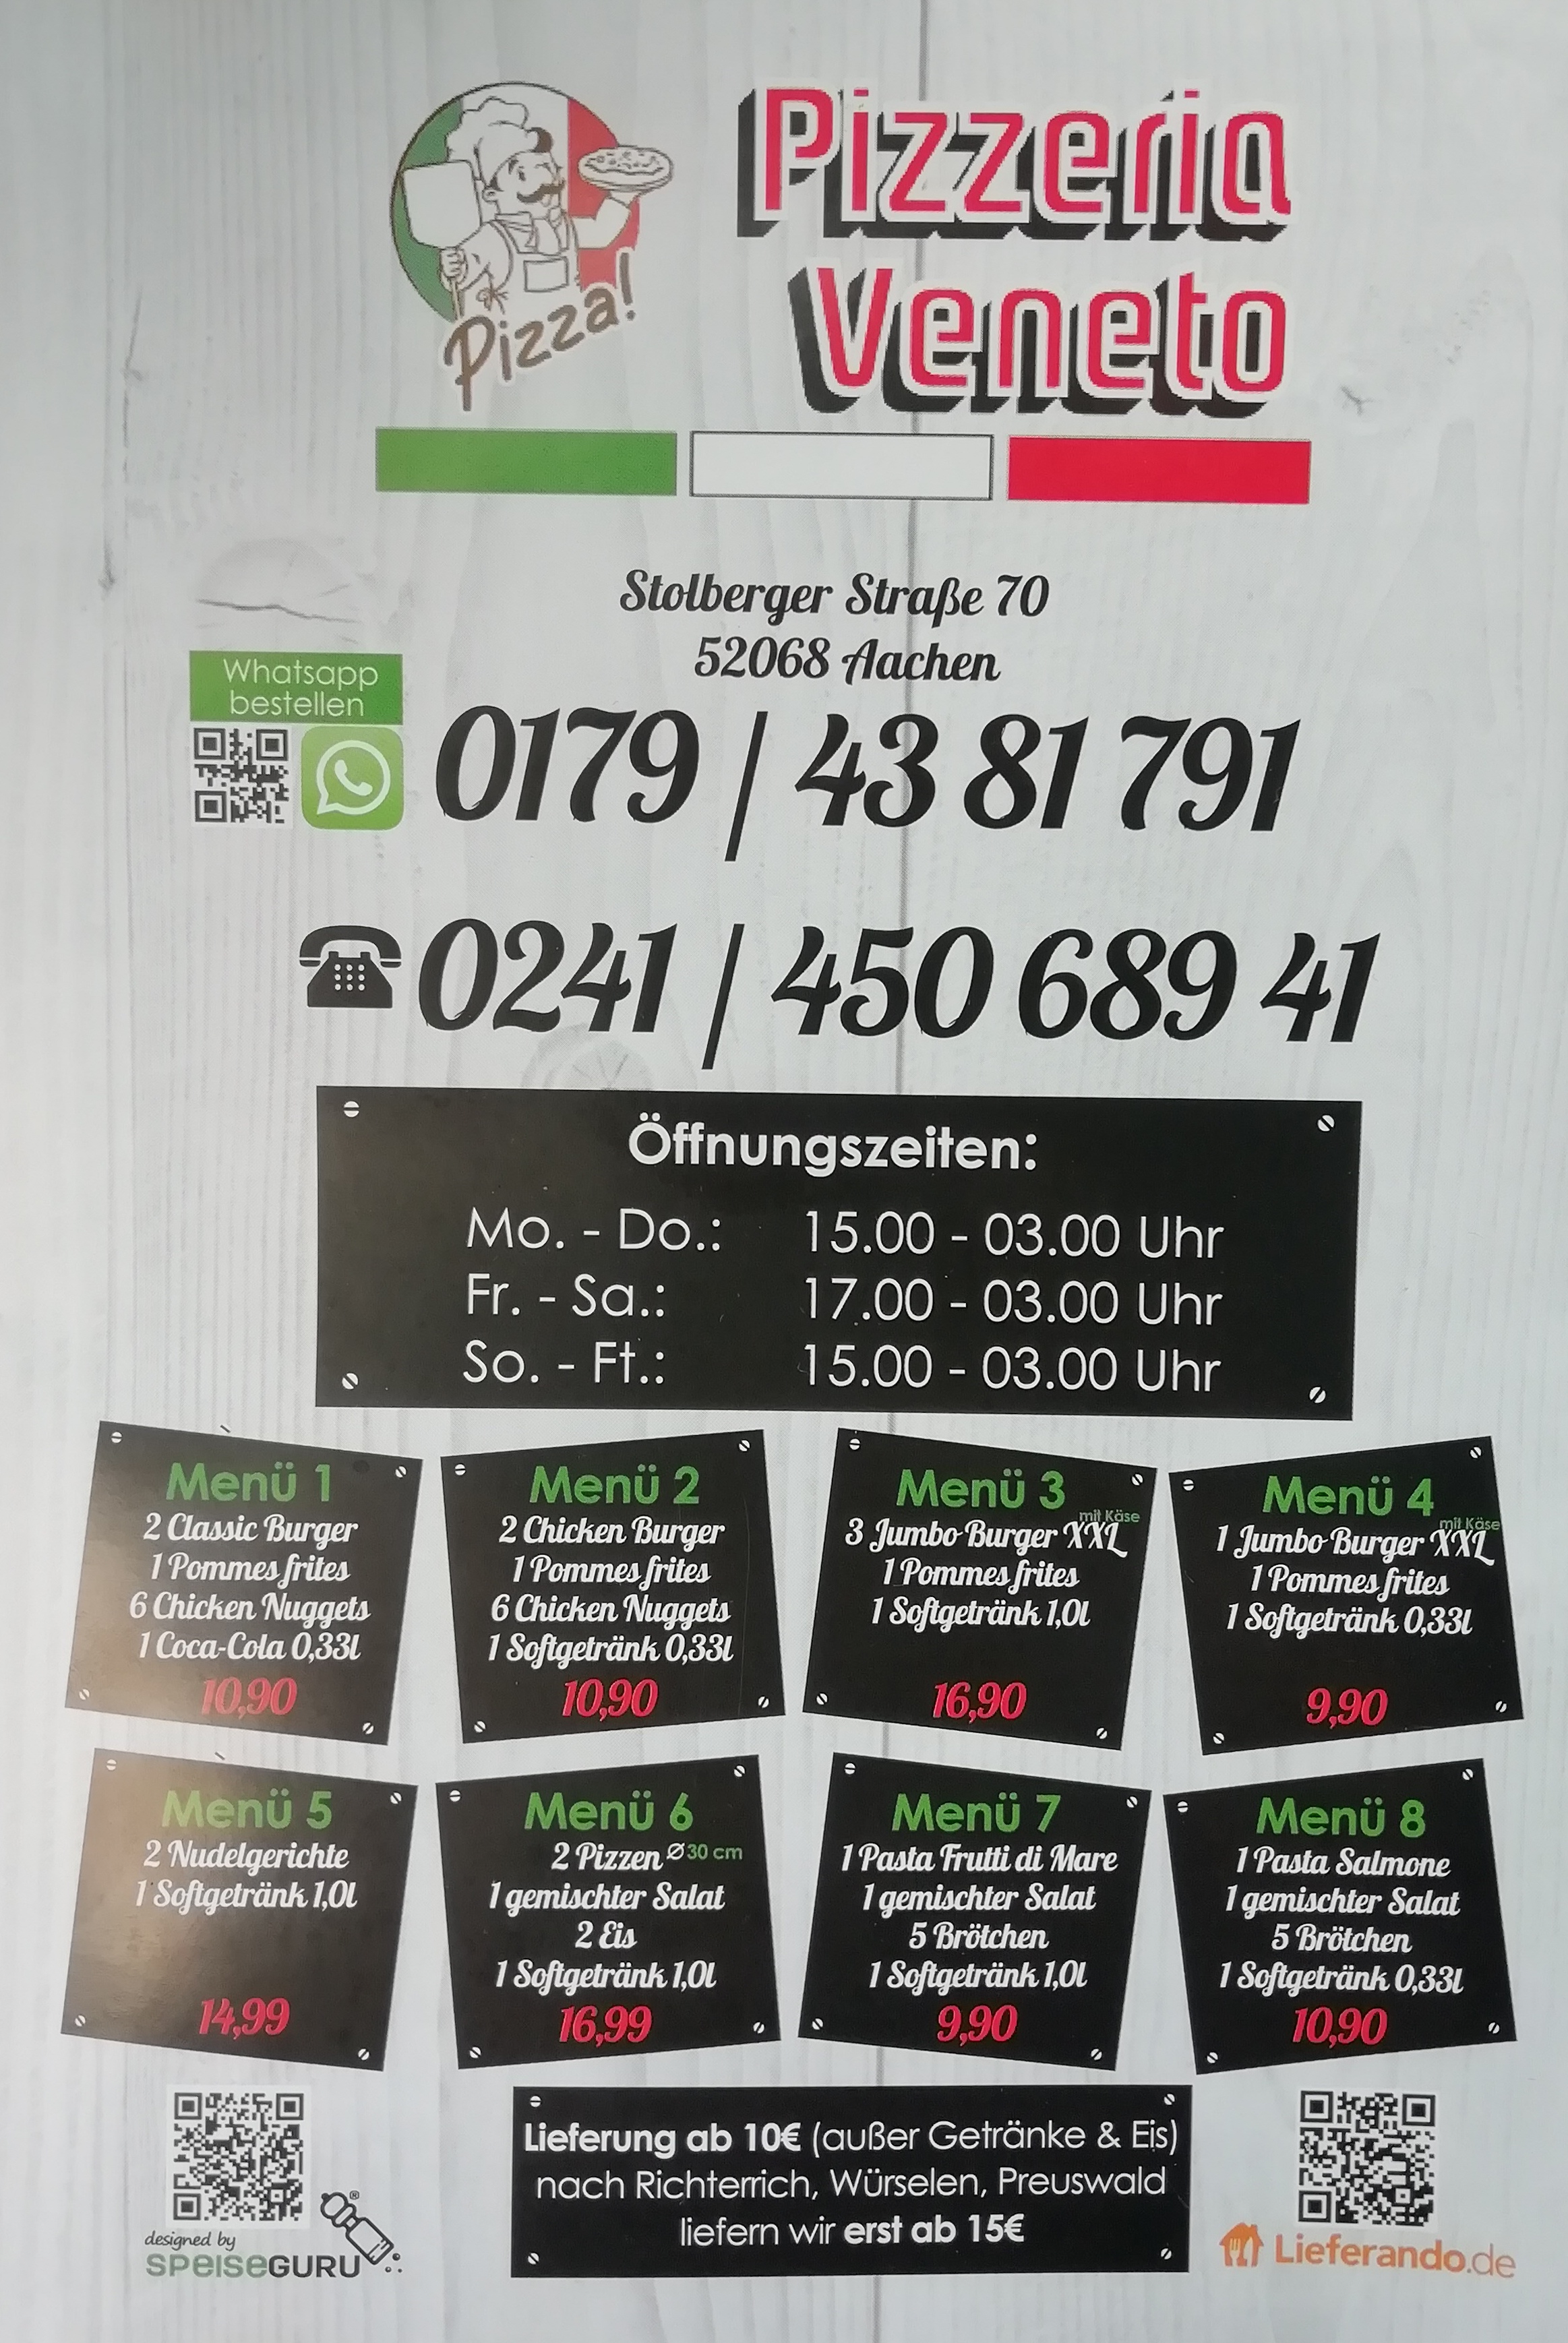 Pizzeria
Veneto
Pizza!
Stolberger Straße 70
52068 Aachen
Whatsapp
bestellen
0179 / 43 81 791
0241 / 450 689 41
Öffnungszeiten:
Mo. - Do.: 15.00 - 03.00 Uhr
Fr. - Sa.: 17.00 - 03.00 Uhr
So. - Ft.: 15.00 - 03.00 Uhr
Menü 1
2 Classic Burger
1 Pommes frites
6 Chicken Nuggets
1 Coca-Cola 0,33l
10,90
Menü 2
2 Chicken Burger
1 Pommes frites
6 Chicken Nuggets
1 Softgetränk 0,33l
10,90
Menü 3
mit Käse
3 Jumbo Burger XXL
1 Pommes frites
1 Softgetränk 1,0l
16,90
Menü 4
mit Käse
1 Jumbo Burger XXL
1 Pommes frites
1 Softgetränk 0,33l
9,90
Menü 5
2 Nudelgerichte
1 Softgetränk 1,0l
14,99
Menü 6
2 Pizzen Ø 30 cm
1 gemischter Salat
2 Eis
1 Softgetränk 1,0l
16,99
Menü 7
1 Pasta Frutti di Mare
1 gemischter Salat
5 Brötchen
1 Softgetränk 1,0l
9,90
Menü 8
1 Pasta Salmone
1 gemischter Salat
5 Brötchen
1 Softgetränk 0,33l
10,90
designed by
SPEISEGURU®
Lieferung ab 10€ (außer Getränke & Eis)
nach Richterrich, Würselen, Preuswald
liefern wir erst ab 15€
Lieferando.de